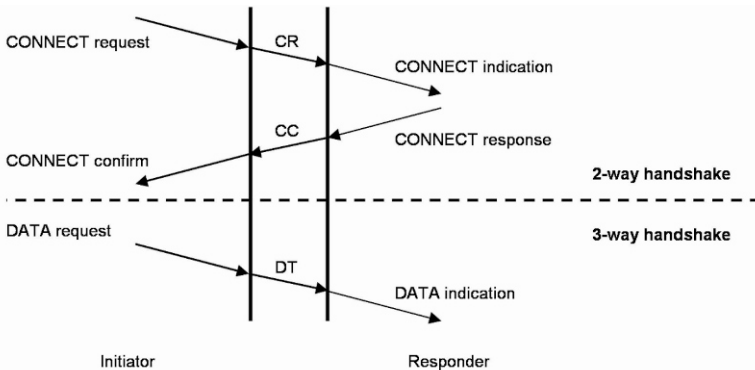 CONNECT request
CR
CONNECT indication
CC
CONNECT response
CONNECT confirm
2-way handshake
DATA request
3-way handshake
DT
DATA indication
Initiator
Responder